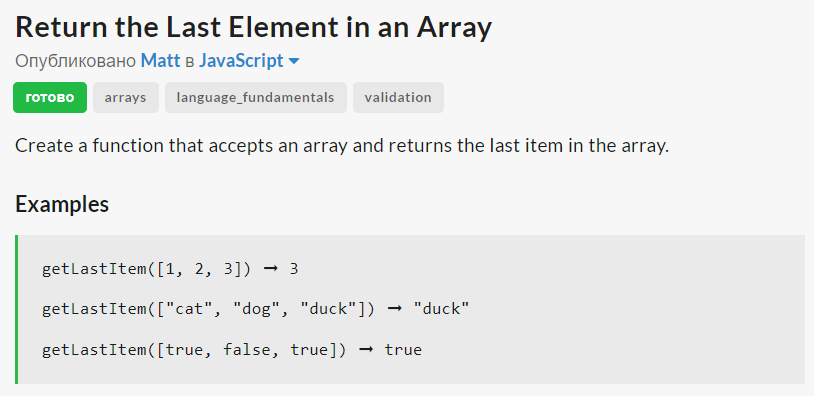 Return the Last Element in an Array
Опубликовано Matt в JavaScript
готово arrays language_fundamentals validation
Create a function that accepts an array and returns the last item in the array.
Examples
getLastItem([1, 2, 3]) ➞ 3
getLastItem(["cat", "dog", "duck"]) ➞ "duck"
getLastItem([true, false, true]) ➞ true